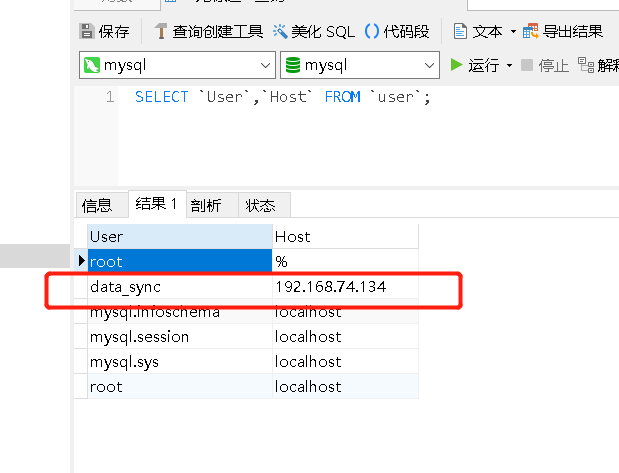 保存 查询创建工具 美化 SQL () 代码段 文本 导出结果
mysql mysql 运行 停止
1 SELECT `User`,`Host` FROM `user`;
信息 结果 1 剖析 状态
User Host
root %
data_sync 192.168.74.134
mysql.infoschema localhost
mysql.session localhost
mysql.sys localhost
root localhost